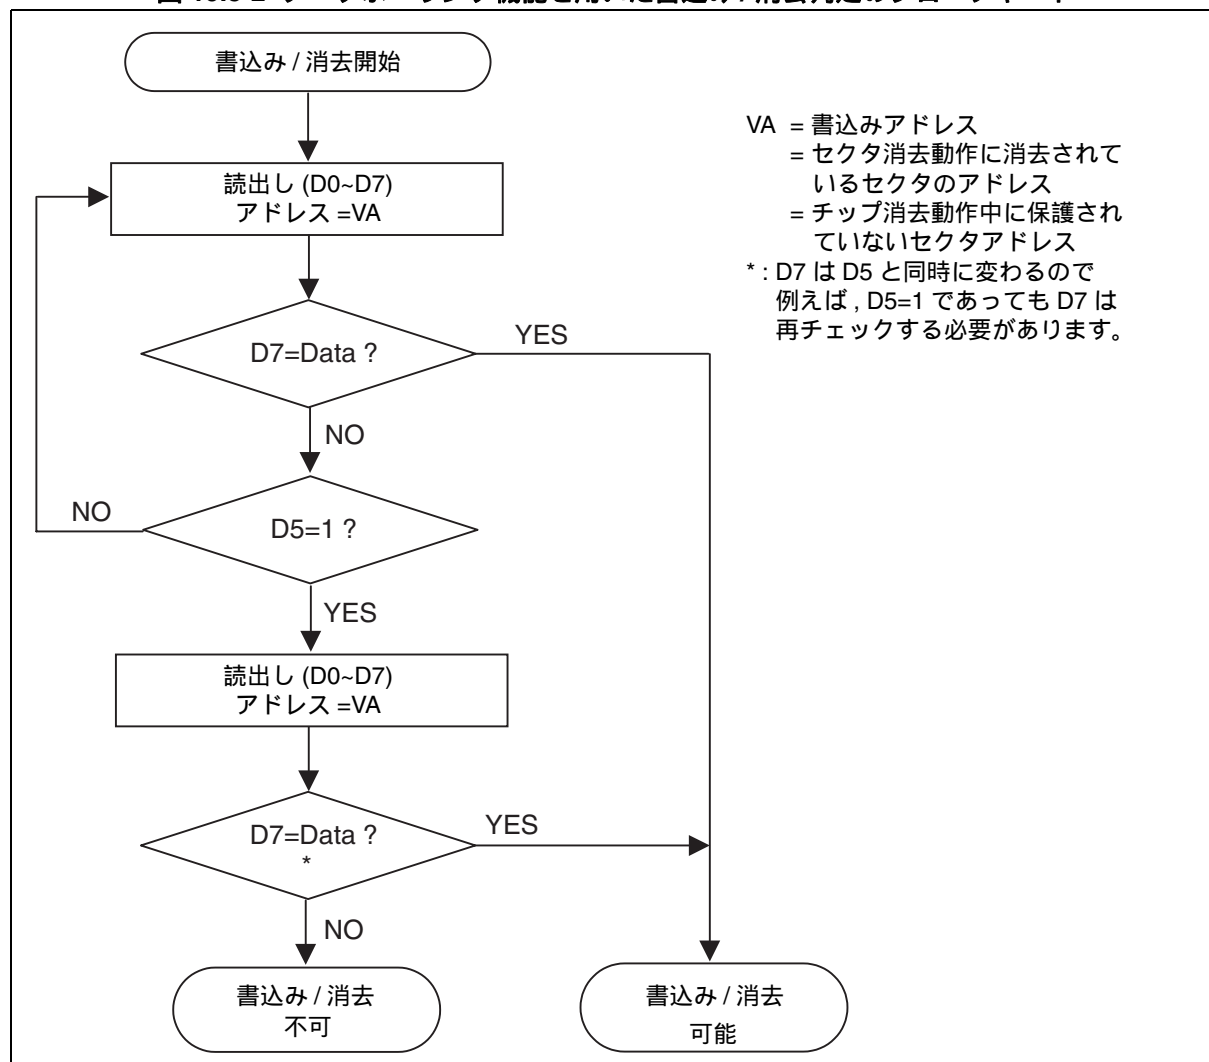 書込み / 消去開始
読出し (D0~D7)
アドレス =VA
D7=Data ?
YES
NO
D5=1 ?
NO
YES
読出し (D0~D7)
アドレス =VA
D7=Data ?
*
YES
NO
書込み / 消去
不可
書込み / 消去
可能
VA = 書込みアドレス
= セクタ消去動作に消去されて
いるセクタのアドレス
= チップ消去動作中に保護され
ていないセクタアドレス
* : D7 は D5 と同時に変わるので
例えば , D5=1 であっても D7 は
再チェックする必要があります。